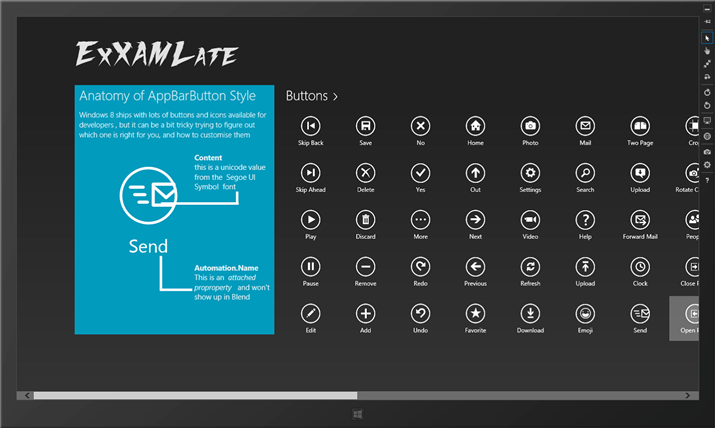 ExXAMLate
Anatomy of AppBarButton Style
Windows 8 ships with lots of buttons and icons available for
developers , but it can be a bit tricky trying to figure out
which one is right for you, and how to customise them
Content
this is a unicode value
from the Segoe UI
Symbol font
Send
Automation.Name
This is an attached
proproperty and won't
show up in Blend
Buttons >
Skip Back Save No Home Photo Mail Two Page Cro
Skip Ahead Delete Yes Out Settings Search Upload Rotate C
Play Discard More Next Video Help Forward Mail Peop
Pause Remove Redo Previous Refresh Upload Clock Close P
Edit Add Undo Favorite Download Emoji Send Open